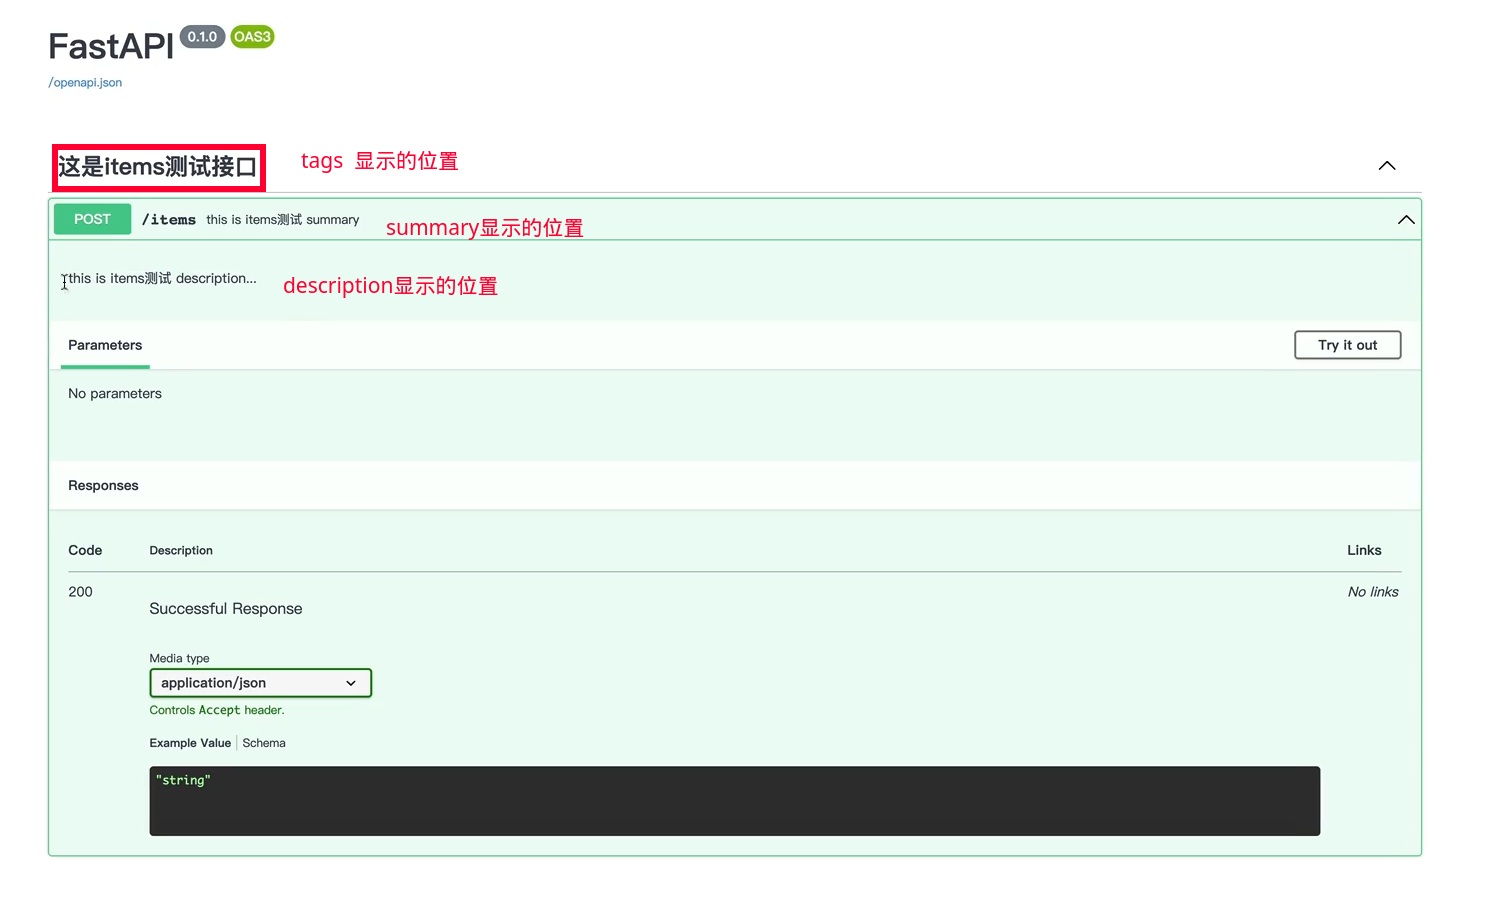 FastAPI 0.1.0 OAS3
/openapi.json
这是items测试接口 tags 显示的位置
POST /items this is items测试 summary summary显示的位置
this is items测试 description... description显示的位置
Parameters Try it out
No parameters
Responses
Code Description Links
200 No links
Successful Response
Media type
application/json
Controls Accept header.
Example Value Schema
"string"